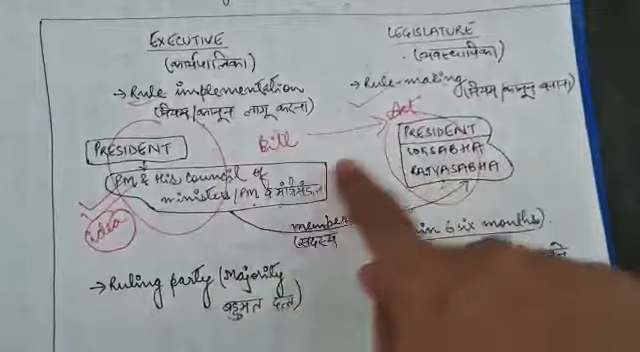 EXECUTIVE
(कार्यपालिका)
→ Rule implementation
(नियम/कानून लागू करना)
PRESIDENT
PM & His Council of
ministers/PM व मंत्रिमंडल
Idea
→ Ruling party (Majority
बहुमत दल)
Bill
LEGISLATURE
(व्यवस्थापिका)
→ Rule-making
(नियम/कानून बनाना)
Act
PRESIDENT
LOKSABHA
RAJYASABHA
member
(सदस्य
in six months)